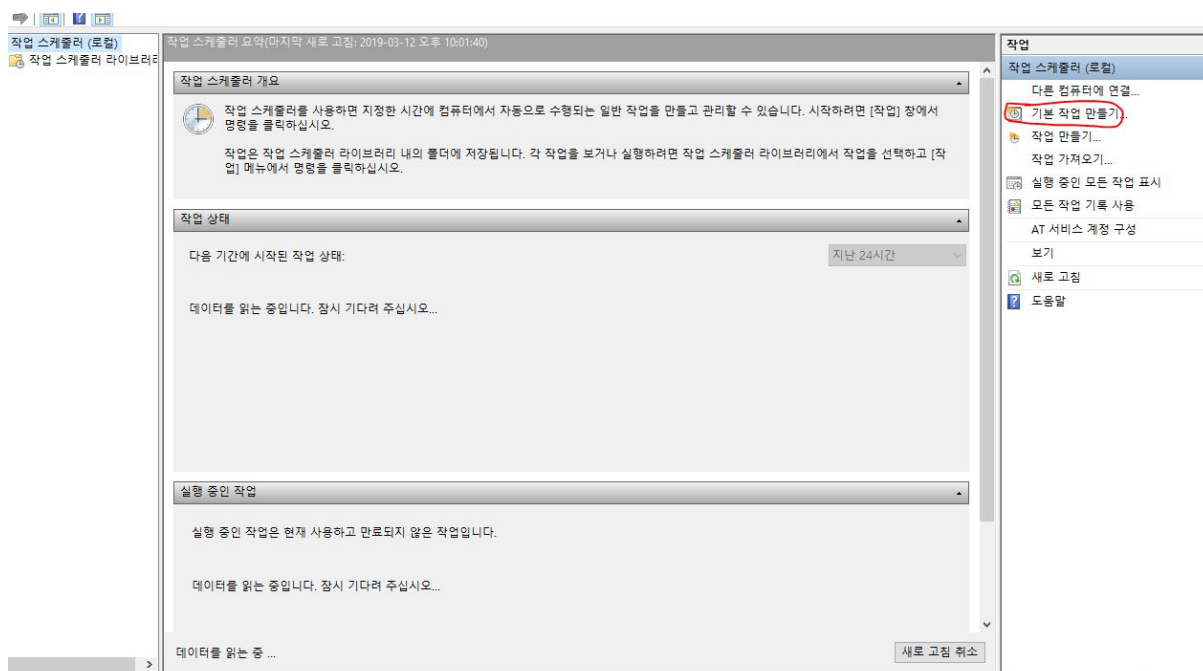 작업 스케줄러 (로컬)
작업 스케줄러 라이브러리
작업 스케줄러 요약(마지막 새로 고침: 2019-03-12 오후 10:01:40)
작업 스케줄러 개요
작업 스케줄러를 사용하면 지정한 시간에 컴퓨터에서 자동으로 수행되는 일반 작업을 만들고 관리할 수 있습니다. 시작하려면 [작업] 창에서
명령을 클릭하십시오.
작업은 작업 스케줄러 라이브러리 내의 폴더에 저장됩니다. 각 작업을 보거나 실행하려면 작업 스케줄러 라이브러리에서 작업을 선택하고 [작
업] 메뉴에서 명령을 클릭하십시오.
작업 상태
다음 기간에 시작된 작업 상태:
지난 24시간
데이터를 읽는 중입니다. 잠시 기다려 주십시오...
실행 중인 작업
실행 중인 작업은 현재 사용하고 만료되지 않은 작업입니다.
데이터를 읽는 중입니다. 잠시 기다려 주십시오...
데이터를 읽는 중 ...
새로 고침 취소
작업
작업 스케줄러 (로컬)
다른 컴퓨터에 연결...
기본 작업 만들기...
작업 만들기...
작업 가져오기...
실행 중인 모든 작업 표시
모든 작업 기록 사용
AT 서비스 계정 구성
보기
새로 고침
도움말